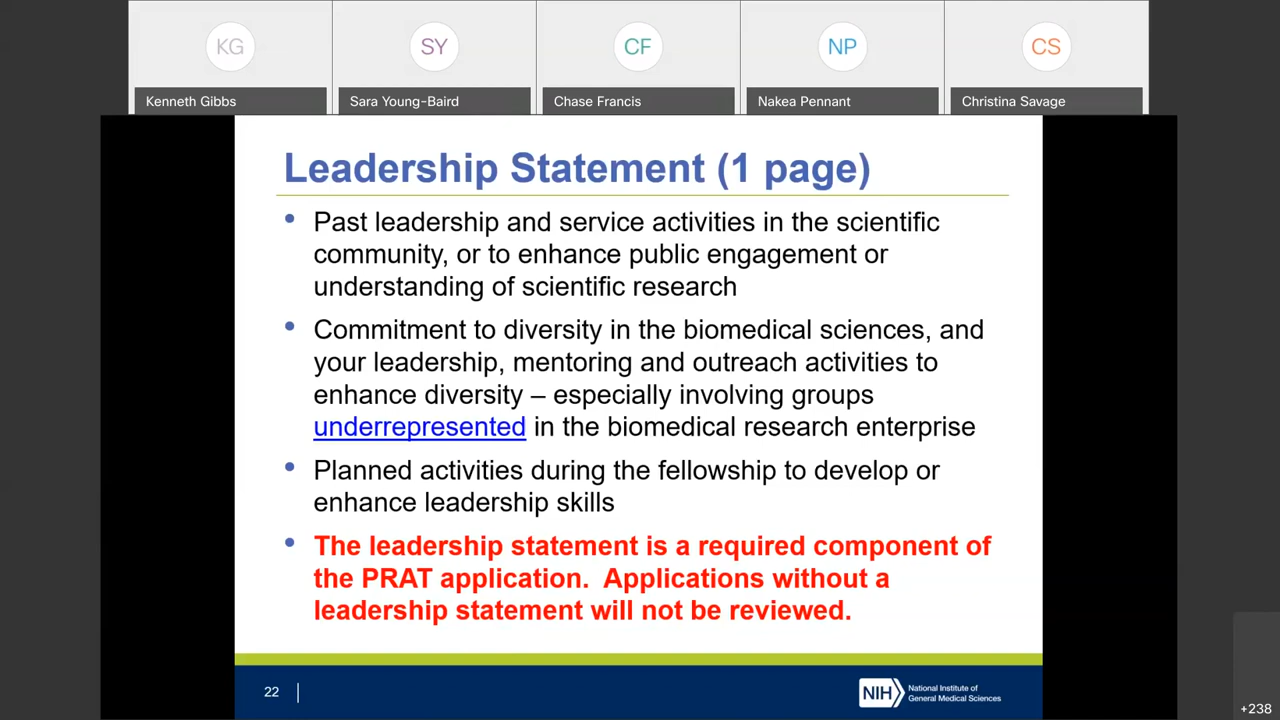 KG
SY
CF
NP
CS
Kenneth Gibbs
Sara Young-Baird
Chase Francis
Nakea Pennant
Christina Savage
Leadership Statement (1 page)
• Past leadership and service activities in the scientific
community, or to enhance public engagement or
understanding of scientific research
• Commitment to diversity in the biomedical sciences, and
your leadership, mentoring and outreach activities to
enhance diversity – especially involving groups
underrepresented in the biomedical research enterprise
• Planned activities during the fellowship to develop or
enhance leadership skills
• The leadership statement is a required component of
the PRAT application.  Applications without a
leadership statement will not be reviewed.
22
NIH
National Institute of
General Medical Sciences
+238